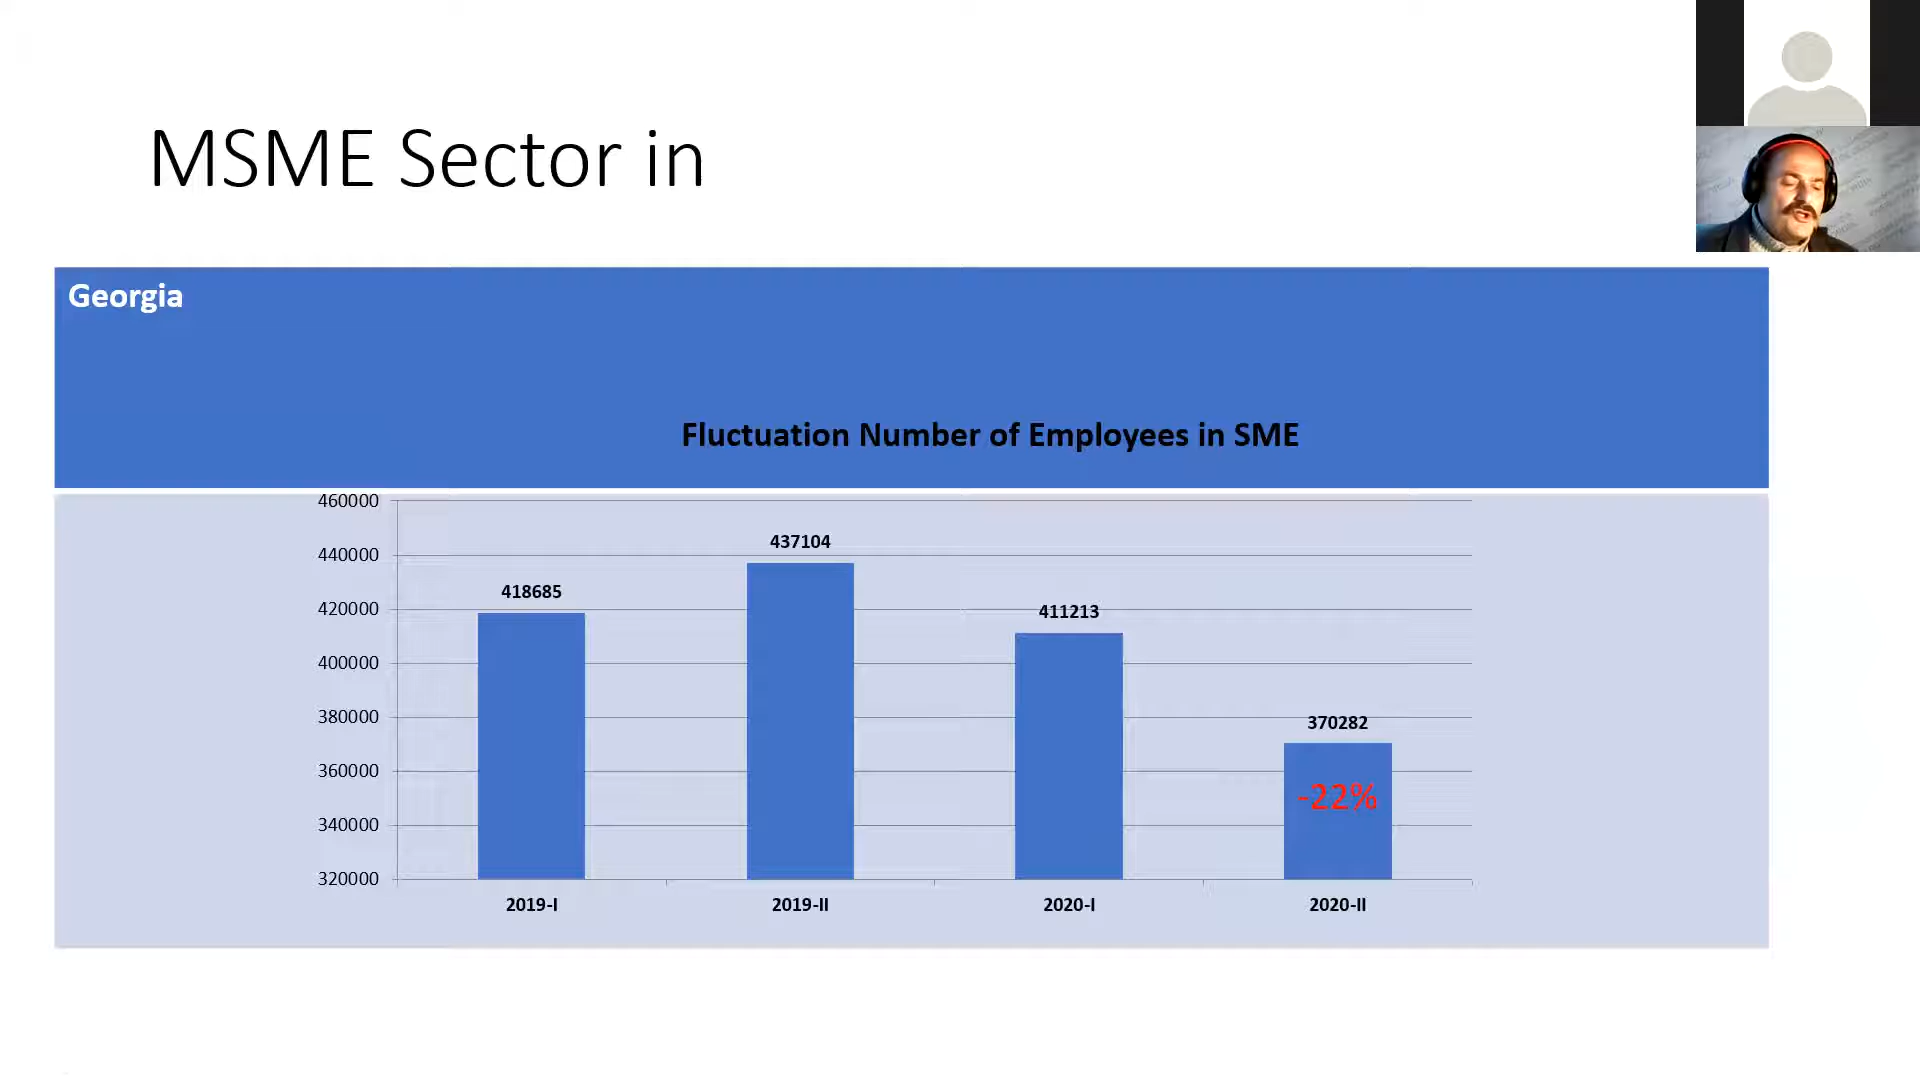 MSME Sector in
Georgia
Fluctuation Number of Employees in SME
460000
440000
420000
400000
380000
360000
340000
320000
418685
437104
411213
370282
-22%
2019-I
2019-II
2020-I
2020-II